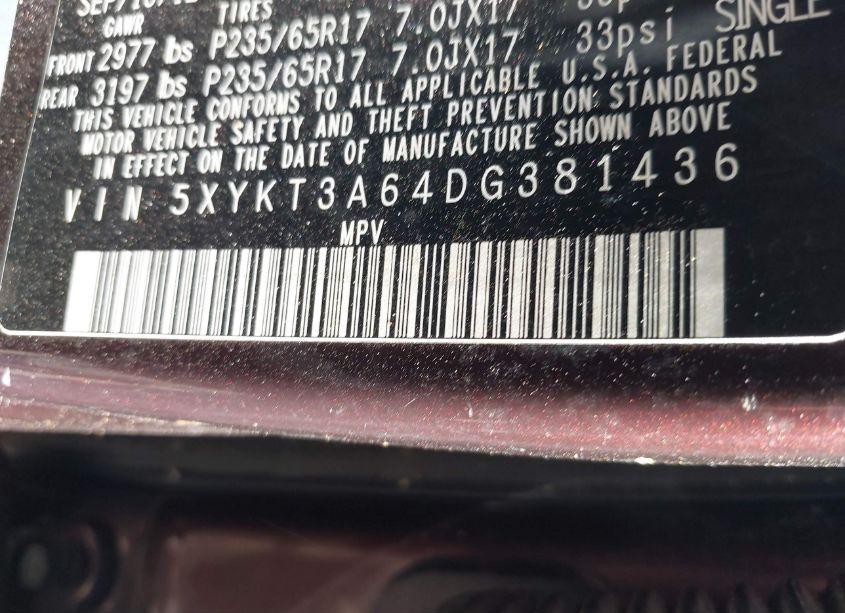 GAWR TIRES
FRONT 2977 lbs P235/65R17 7.0JX17 33psi SINGLE
REAR 3197 lbs P235/65R17 7.0JX17 33psi
THIS VEHICLE CONFORMS TO ALL APPLICABLE U.S.A. FEDERAL
MOTOR VEHICLE SAFETY AND THEFT PREVENTION STANDARDS
IN EFFECT ON THE DATE OF MANUFACTURE SHOWN ABOVE
VIN 5XYKT3A64DG381436
MPV